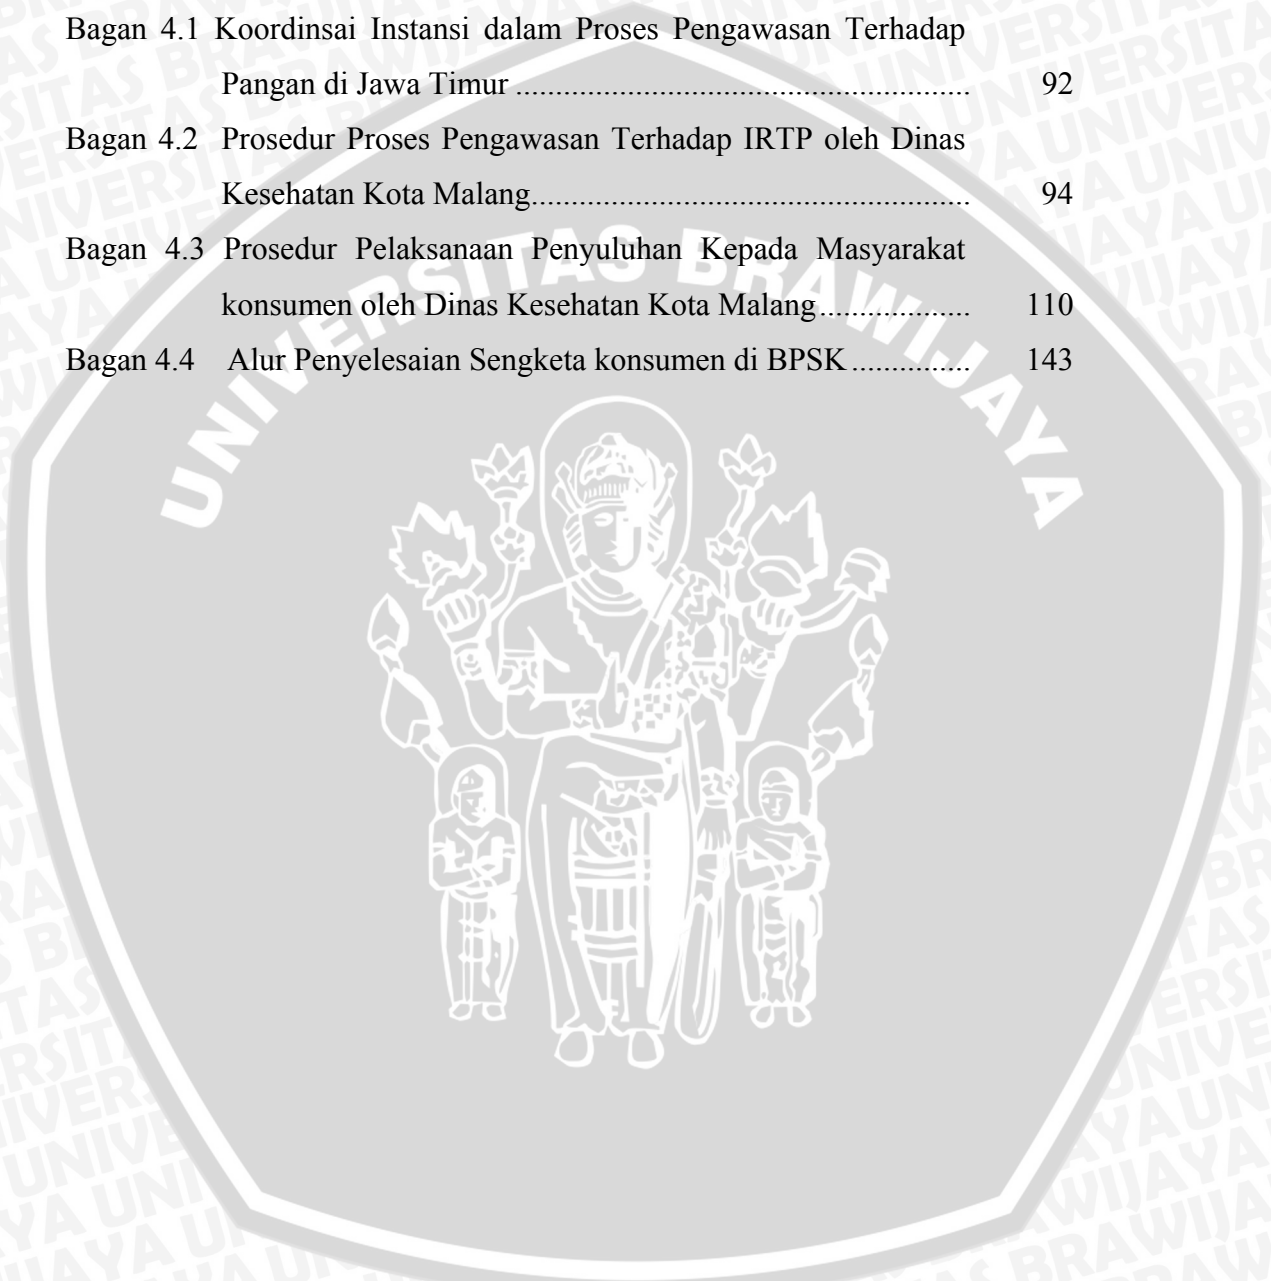 Bagan 4.1 Koordinsai Instansi dalam Proses Pengawasan Terhadap
Pangan di Jawa Timur ........................................................ 92
Bagan 4.2 Prosedur Proses Pengawasan Terhadap IRTP oleh Dinas
Kesehatan Kota Malang...................................................... 94
Bagan 4.3 Prosedur Pelaksanaan Penyuluhan Kepada Masyarakat
konsumen oleh Dinas Kesehatan Kota Malang................... 110
Bagan 4.4 Alur Penyelesaian Sengketa konsumen di BPSK............... 143
UNIVERSITAS BRAWIJAYA